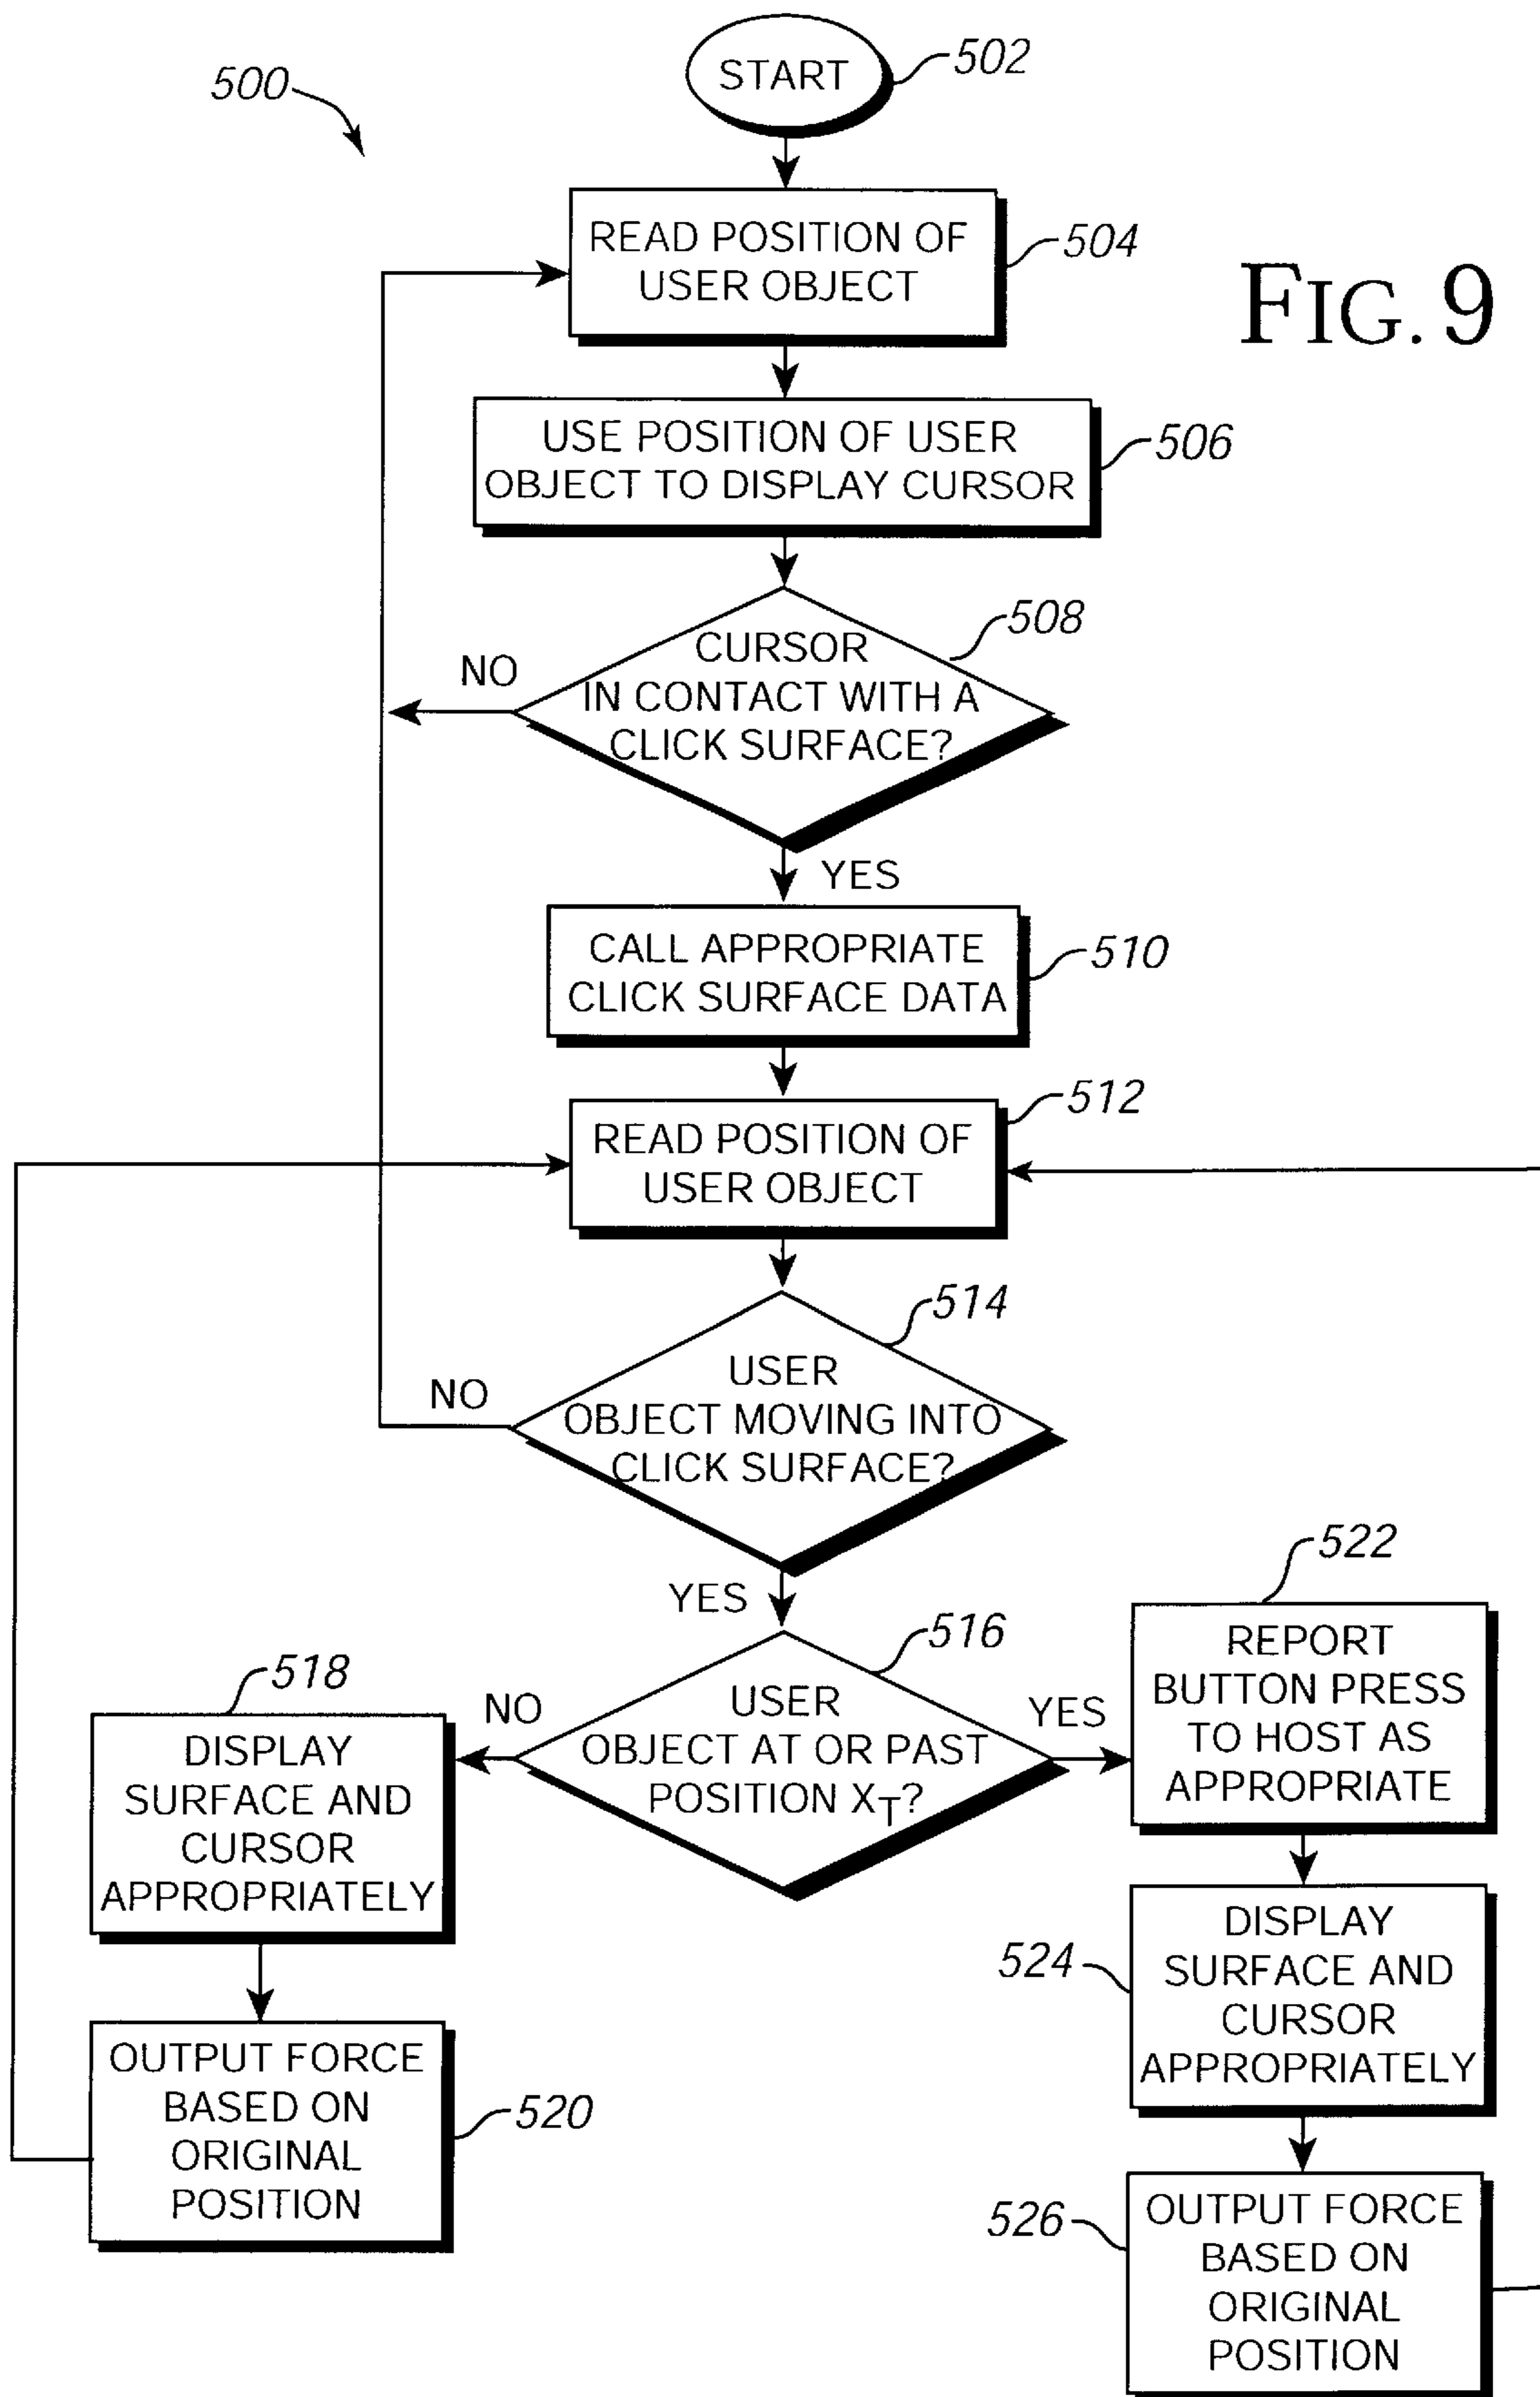 500
START
502
READ POSITION OF
USER OBJECT
504
FIG. 9
USE POSITION OF USER
OBJECT TO DISPLAY CURSOR
506
CURSOR
IN CONTACT WITH A
CLICK SURFACE?
508
NO
YES
CALL APPROPRIATE
CLICK SURFACE DATA
510
READ POSITION OF
USER OBJECT
512
USER
OBJECT MOVING INTO
CLICK SURFACE?
514
NO
YES
USER
OBJECT AT OR PAST
POSITION XT?
516
NO
YES
518
DISPLAY
SURFACE AND
CURSOR
APPROPRIATELY
OUTPUT FORCE
BASED ON
ORIGINAL
POSITION
520
522
REPORT
BUTTON PRESS
TO HOST AS
APPROPRIATE
524
DISPLAY
SURFACE AND
CURSOR
APPROPRIATELY
526
OUTPUT FORCE
BASED ON
ORIGINAL
POSITION